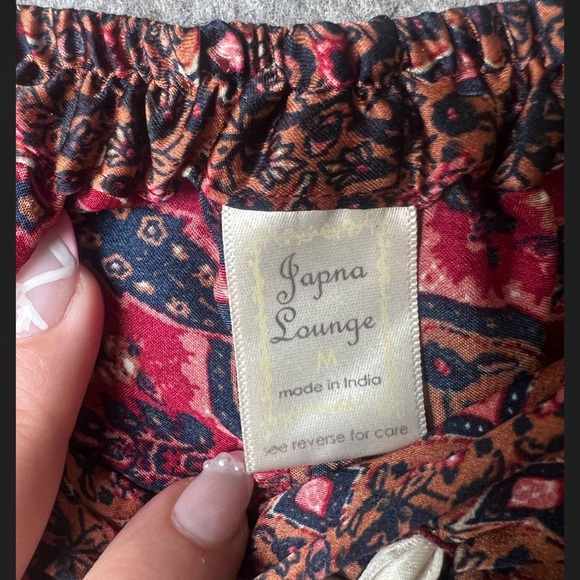 Japna
Lounge
M
made in India
see reverse for care